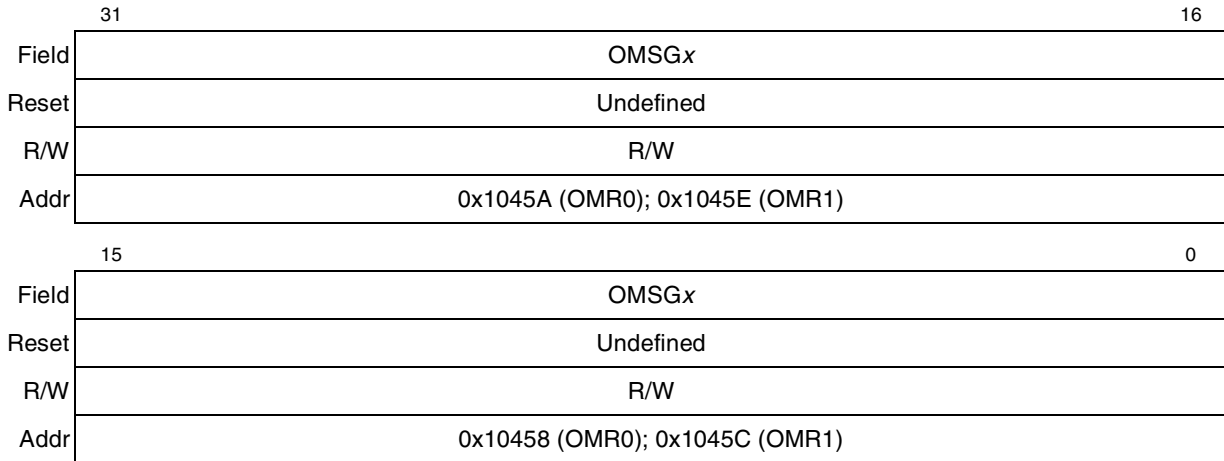 31 16
Field OMSGx
Reset Undefined
R/W R/W
Addr 0x1045A (OMR0); 0x1045E (OMR1)
15 0
Field OMSGx
Reset Undefined
R/W R/W
Addr 0x10458 (OMR0); 0x1045C (OMR1)